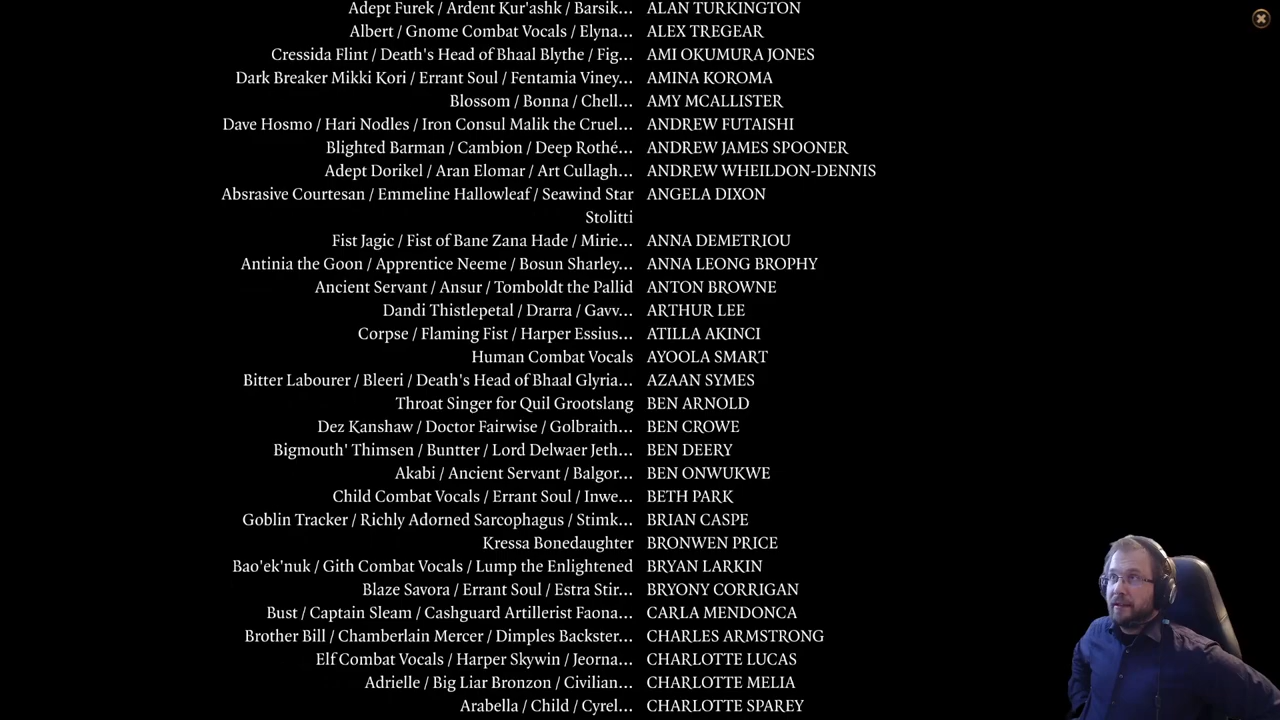 Adept Furek / Ardent Kur'ashk / Barsik... ALAN TURKINGTON
Albert / Gnome Combat Vocals / Elyna... ALEX TREGEAR
Cressida Flint / Death's Head of Bhaal Blythe / Fig... AMI OKUMURA JONES
Dark Breaker Mikki Kori / Errant Soul / Fentamia Viney... AMINA KOROMA
Blossom / Bonna / Chell... AMY MCALLISTER
Dave Hosmo / Hari Nodles / Iron Consul Malik the Cruel... ANDREW FUTAISHI
Blighted Barman / Cambion / Deep Rothé... ANDREW JAMES SPOONER
Adept Dorikel / Aran Elomar / Art Cullagh... ANDREW WHEILDON-DENNIS
Absrasive Courtesan / Emmeline Hallowleaf / Seawind Star ANGELA DIXON
Stolitti
Fist Jagic / Fist of Bane Zana Hade / Mirie... ANNA DEMETRIOU
Antinia the Goon / Apprentice Neeme / Bosun Sharley... ANNA LEONG BROPHY
Ancient Servant / Ansur / Tomboldt the Pallid ANTON BROWNE
Dandi Thistlepetal / Drarra / Gavv... ARTHUR LEE
Corpse / Flaming Fist / Harper Essius... ATILLA AKINCI
Human Combat Vocals AYOOLA SMART
Bitter Labourer / Bleeri / Death's Head of Bhaal Glyria... AZAAN SYMES
Throat Singer for Quil Grootslang BEN ARNOLD
Dez Kanshaw / Doctor Fairwise / Golbraith... BEN CROWE
Bigmouth' Thimsen / Buntter / Lord Delwaer Jeth... BEN DEERY
Akabi / Ancient Servant / Balgor... BEN ONWUKWE
Child Combat Vocals / Errant Soul / Inwe... BETH PARK
Goblin Tracker / Richly Adorned Sarcophagus / Stimk... BRIAN CASPE
Kressa Bonedaughter BRONWEN PRICE
Bao'ek'nuk / Gith Combat Vocals / Lump the Enlightened BRYAN LARKIN
Blaze Savora / Errant Soul / Estra Stir... BRYONY CORRIGAN
Bust / Captain Sleam / Cashguard Artillerist Faona... CARLA MENDONCA
Brother Bill / Chamberlain Mercer / Dimples Backster... CHARLES ARMSTRONG
Elf Combat Vocals / Harper Skywin / Jeorna... CHARLOTTE LUCAS
Adrielle / Big Liar Bronzon / Civilian... CHARLOTTE MELIA
Arabella / Child / Cyrel... CHARLOTTE SPAREY